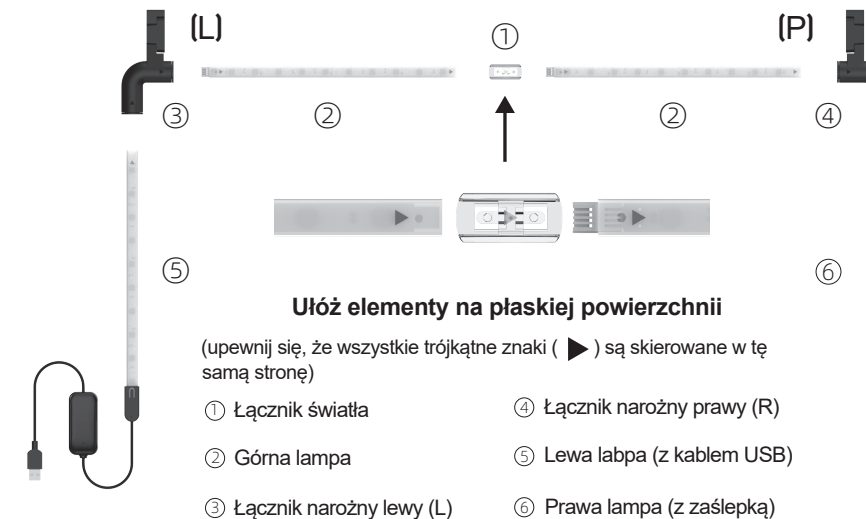 (L)
①
(P)
③
②
②
④
⑤
⑥
Ułóż elementy na płaskiej powierzchnii
(upewnij się, że wszystkie trójkątne znaki ( ▶ ) są skierowane w tę
samą stronę)
① Łącznik światła
④ Łącznik narożny prawy (R)
② Górna lampa
⑤ Lewa labpa (z kablem USB)
③ Łącznik narożny lewy (L)
⑥ Prawa lampa (z zaślepką)